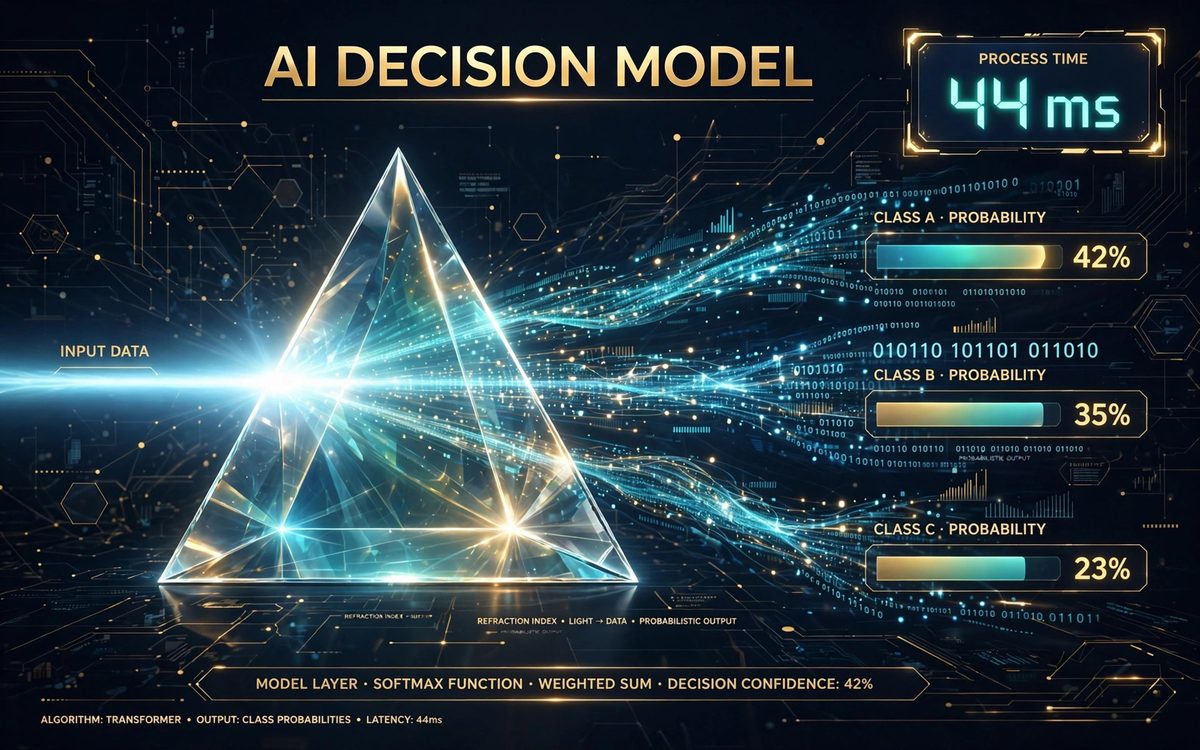 AI DECISION MODEL
PROCESS TIME
44 ms
CLASS A · PROBABILITY
42%
INPUT DATA
010110 101101 011010
CLASS B · PROBABILITY
35%
PROBABILISTIC OUTPUT
CLASS C · PROBABILITY
23%
REFRACTION INDEX • LIGHT → DATA • PROBABILISTIC OUTPUT
MODEL LAYER · SOFTMAX FUNCTION · WEIGHTED SUM · DECISION CONFIDENCE: 42%
ALGORITHM: TRANSFORMER • OUTPUT: CLASS PROBABILITIES • LATENCY: 44ms